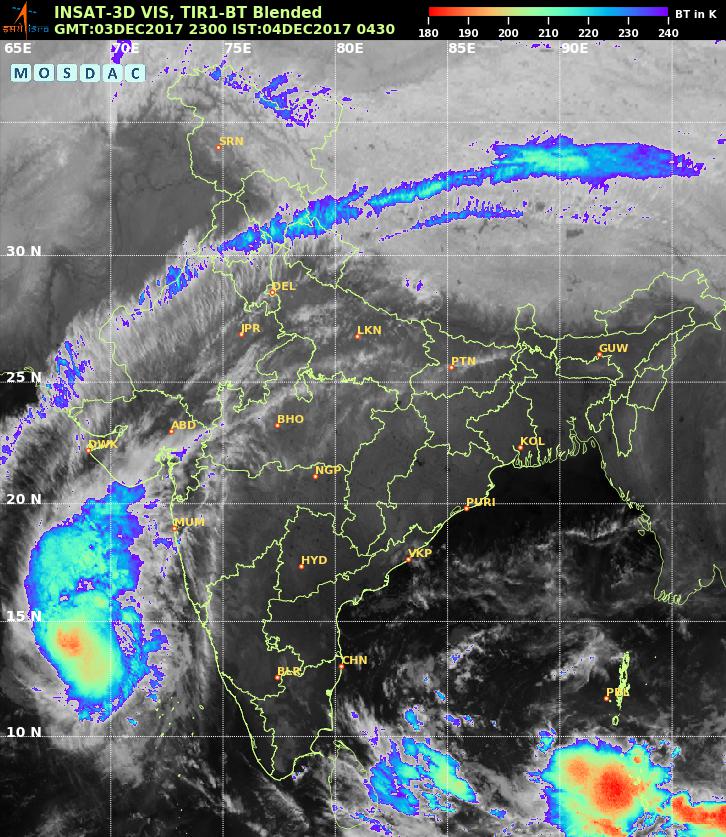 INSAT-3D VIS, TIR1-BT Blended
GMT:03DEC2017 2300 IST:04DEC2017 0430
BT in K
180 190 200 210 220 230 240
65E 70E 75E 80E 85E 90E
M O S D A C
SRN
30 N
DEL
JPR
LKN
GUW
PTN
25 N
BHO
ABD
DWK
KOL
NGP
20 N
PURI
MUM
VKP
HYD
15 N
CHN
BLR
10 N